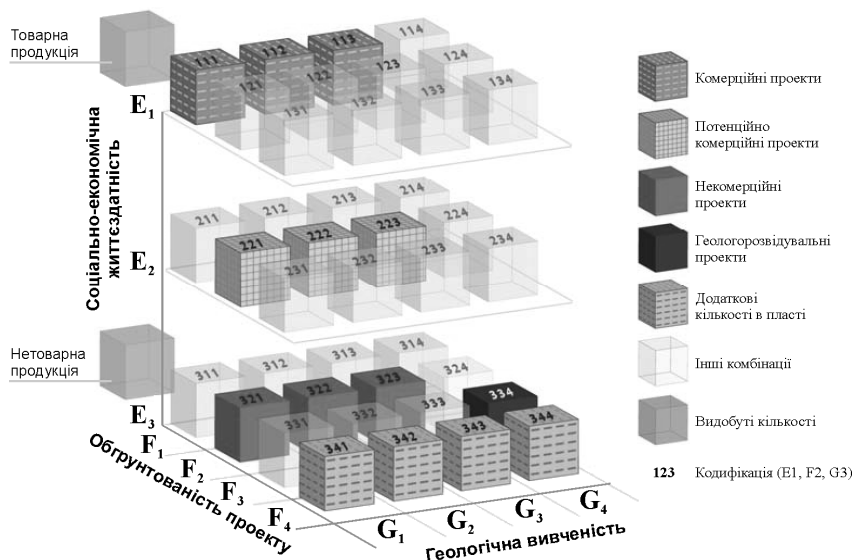 Товарна
продукція
Соціально-економічна
життєздатність
E1
111
112
113
114
121
122
123
124
131
132
133
134
E2
211
212
213
214
221
222
223
224
231
232
233
234
Нетоварна
продукція
E3
311
312
313
314
321
322
323
324
331
332
333
334
341
342
343
344
F1
F2
F3
F4
Обгрунтованість проекту
G1
G2
G3
G4
Геологічна вивченість
Комерційні проекти
Потенційно
комерційні проекти
Некомерційні
проекти
Геологорозвідувальні
проекти
Додаткові
кількості в пласті
Інші комбінації
Видобуті кількості
123 Кодифікація (E1, F2, G3)